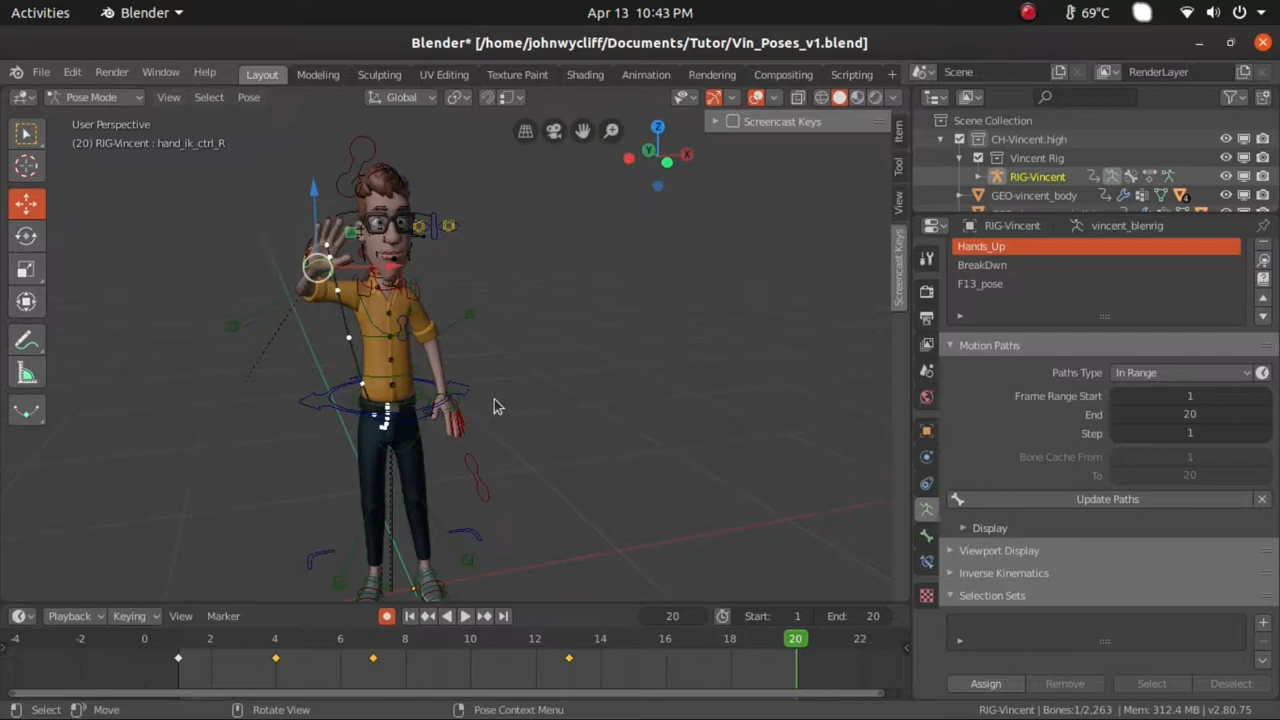 Activities Blender Apr 13 10:43 PM 69°C
Blender* [/home/johnwycliff/Documents/Tutor/Vin_Poses_v1.blend]
File Edit Render Window Help Layout Modeling Sculpting UV Editing Texture Paint Shading Animation Rendering Compositing Scripting + Scene RenderLayer
Pose Mode View Select Pose Global
User Perspective
(20) RIG-Vincent : hand_ik_ctrl_R
Screencast Keys
Z
Y
X
Item
Tool
View
Screencast Keys
Scene Collection
CH-Vincent.high
Vincent Rig
RIG-Vincent
GEO-vincent_body
4
RIG-Vincent vincent_blenrig
Hands_Up
BreakDwn
F13_pose
Motion Paths
Paths Type In Range
Frame Range Start 1
End 20
Step 1
Bone Cache From 1
To 20
Update Paths
Display
Viewport Display
Inverse Kinematics
Selection Sets
Assign Remove Select Deselect
Playback Keying View Marker 20 Start: 1 End: 20
-4 -2 0 2 4 6 8 10 12 14 16 18 20 22
Select Move Rotate View Pose Context Menu RIG-Vincent | Bones:1/2,263 | Mem: 312.4 MB | v2.80.75